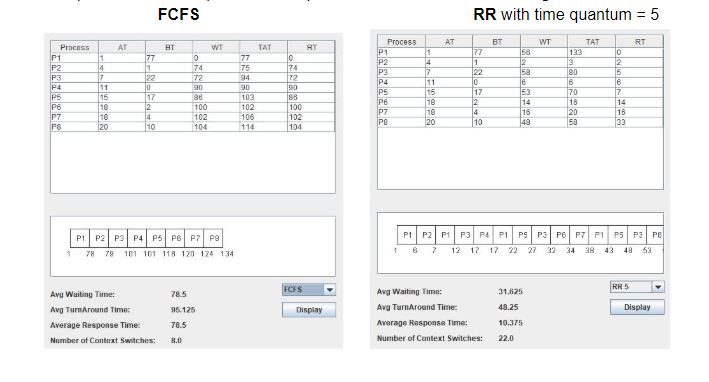 FCFS
Process AT BT WT TAT RT
P1 1 77 0 77 0
P2 4 1 74 75 74
P3 7 22 72 94 72
P4 11 0 90 90 90
P5 15 17 86 103 86
P6 18 2 100 102 100
P7 18 4 102 106 102
P8 20 10 104 114 104
P1 P2 P3 P4 P5 P6 P7 P8
1 78 79 101 101 118 120 124 134
Avg Waiting Time: 78.5
FCFS
Avg TurnAround Time: 95.125
Display
Average Response Time: 78.5
Number of Context Switches: 8.0
RR with time quantum = 5
Process AT BT WT TAT RT
P1 1 77 56 133 0
P2 4 1 2 3 2
P3 7 22 58 80 5
P4 11 0 6 6 6
P5 15 17 53 70 7
P6 18 2 14 16 14
P7 18 4 16 20 16
P8 20 10 48 58 33
P1 P2 P1 P3 P4 P1 P5 P3 P6 P7 P1 P5 P3 P8
1 6 7 12 17 17 22 27 32 34 38 43 48 53
Avg Waiting Time: 31.625
RR 5
Avg TurnAround Time: 48.25
Display
Average Response Time: 10.375
Number of Context Switches: 22.0